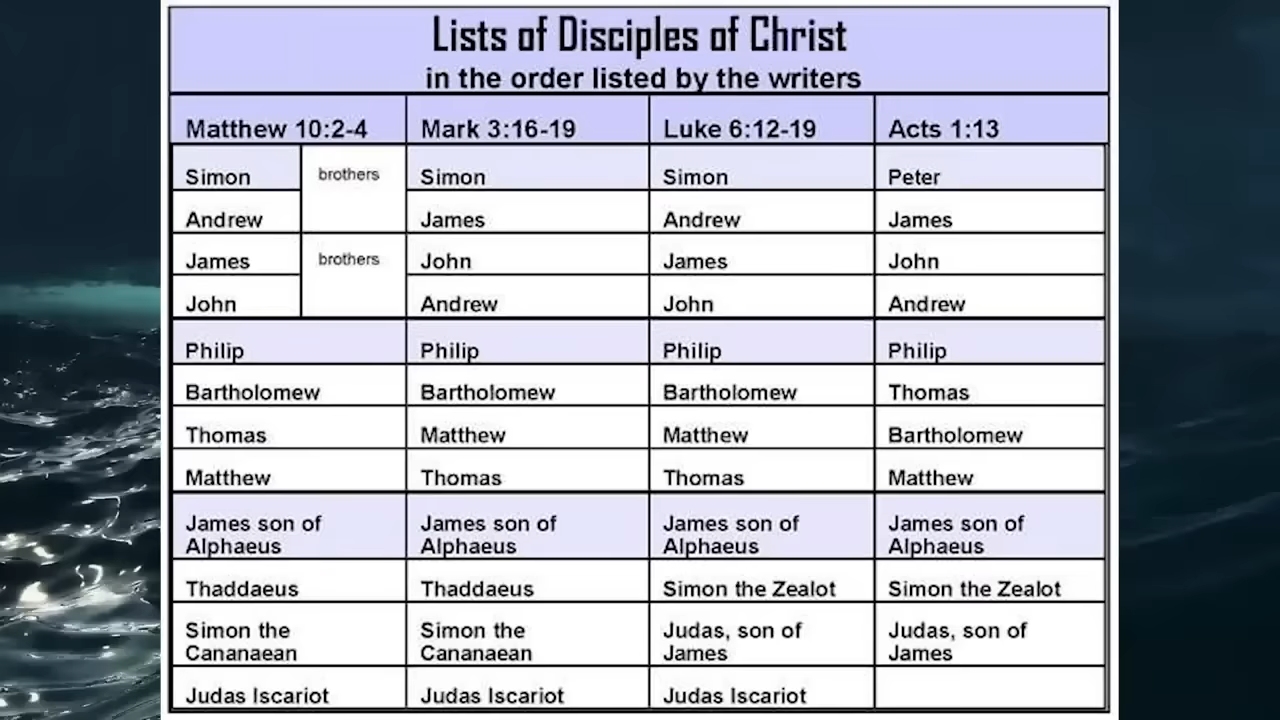 Lists of Disciples of Christ
in the order listed by the writers
Matthew 10:2-4 Mark 3:16-19 Luke 6:12-19 Acts 1:13
Simon brothers Simon Simon Peter
Andrew James Andrew James
James brothers John James John
John Andrew John Andrew
Philip Philip Philip Philip
Bartholomew Bartholomew Bartholomew Thomas
Thomas Matthew Matthew Bartholomew
Matthew Thomas Thomas Matthew
James son of James son of James son of James son of
Alphaeus Alphaeus Alphaeus Alphaeus
Thaddaeus Thaddaeus Simon the Zealot Simon the Zealot
Simon the Simon the Judas, son of Judas, son of
Cananaean Cananaean James James
Judas Iscariot Judas Iscariot Judas Iscariot